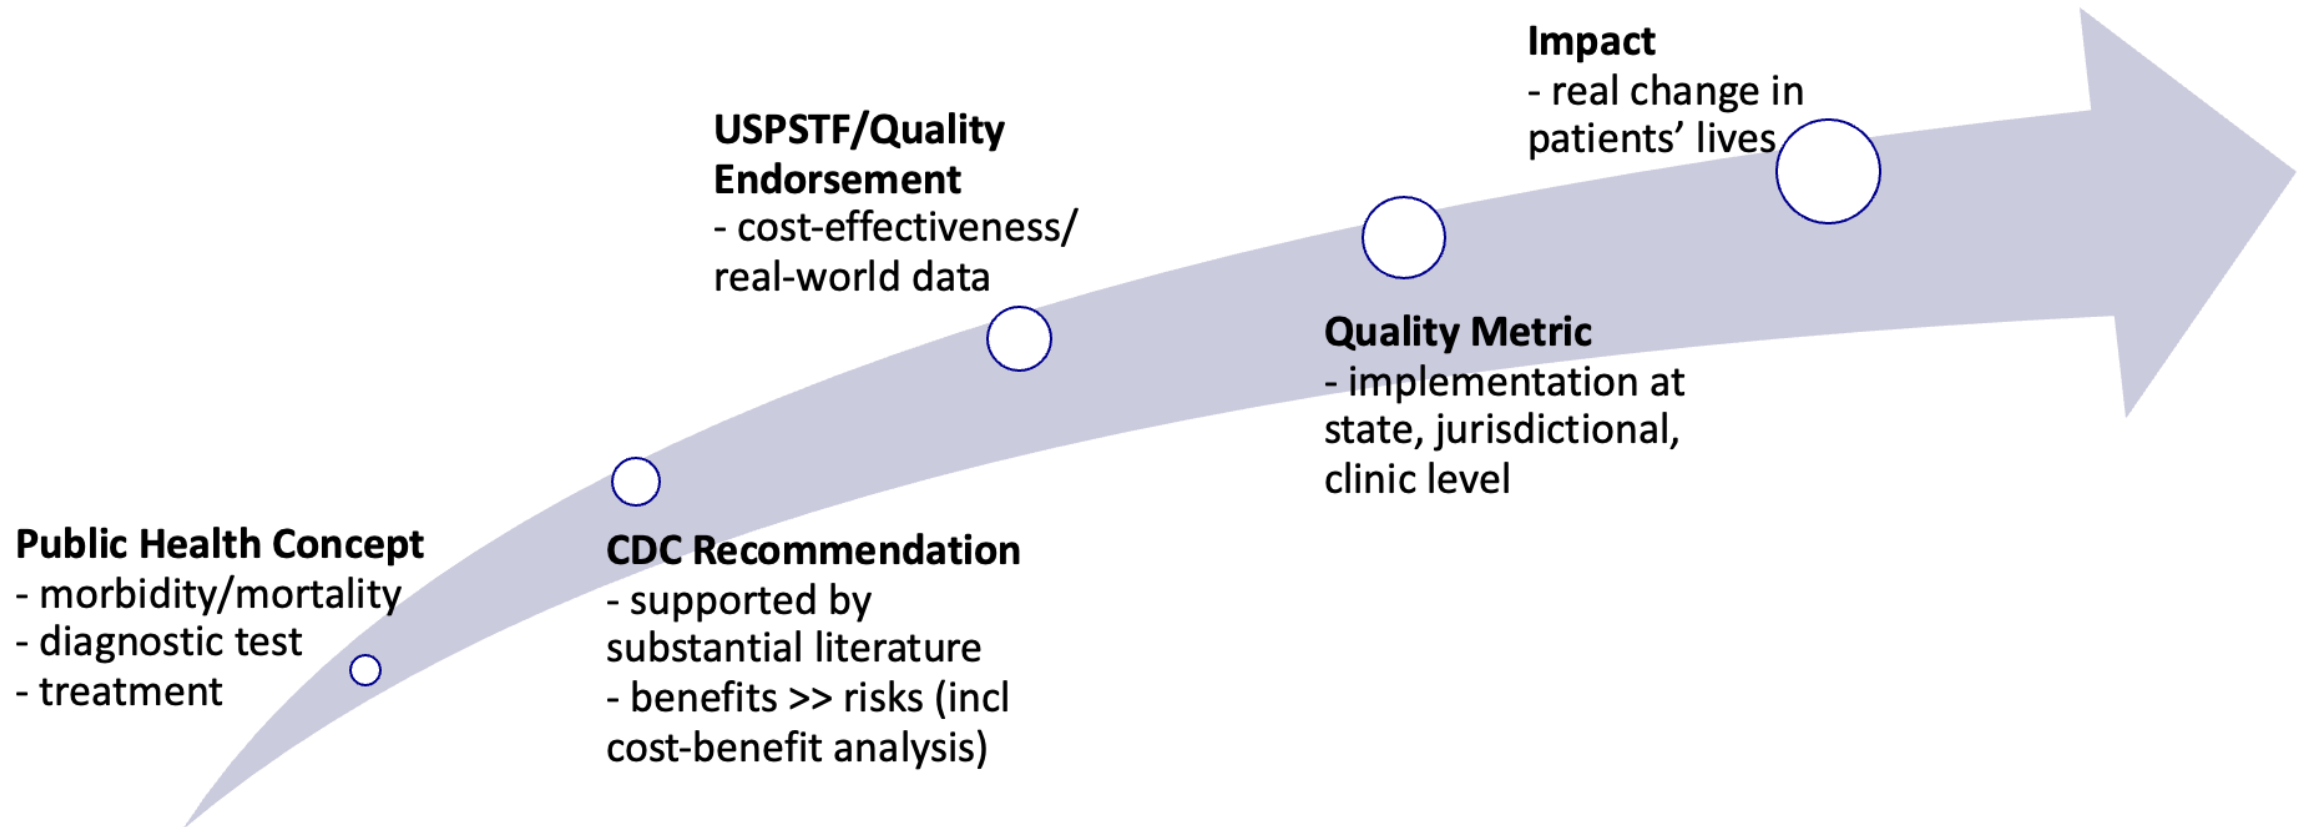 Public Health Concept
- morbidity/mortality
- diagnostic test
- treatment
CDC Recommendation
- supported by
substantial literature
- benefits >> risks (incl
cost-benefit analysis)
USPSTF/Quality
Endorsement
- cost-effectiveness/
real-world data
Quality Metric
- implementation at
state, jurisdictional,
clinic level
Impact
- real change in
patients’ lives